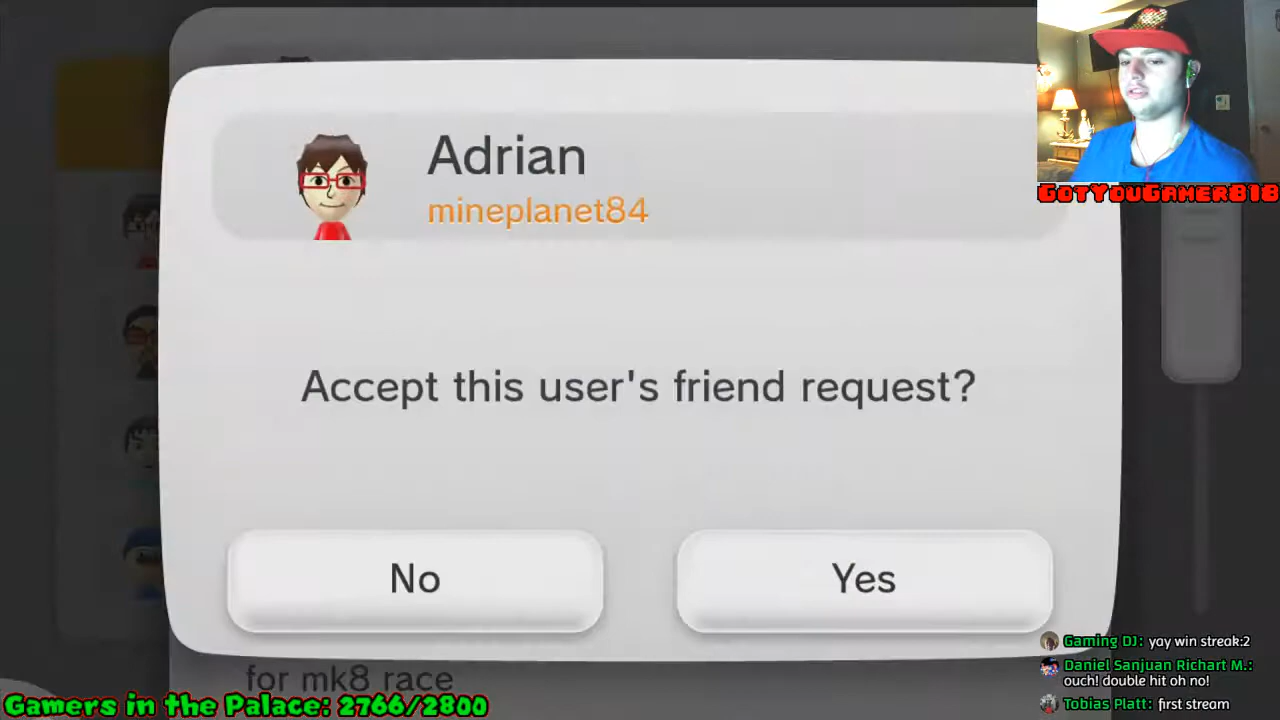 Adrian
mineplanet84
GotYouGamer818
Accept this user's friend request?
No
Yes
Gaming DJ: yay win streak:2
Daniel Sanjuan Richart M.:
ouch! double hit oh no!
Tobias Platt: first stream
for mk8 race
Gamers in the Palace: 2766/2800